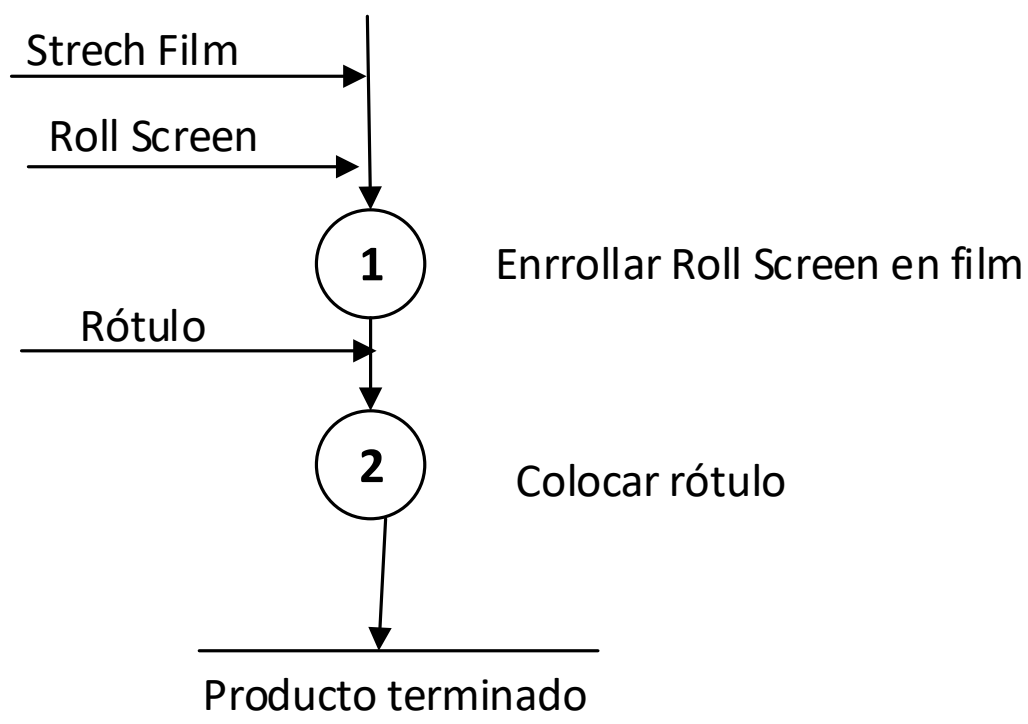 Strech Film
Roll Screen
1
Enrrollar Roll Screen en film
Rótulo
2
Colocar rótulo
Producto terminado